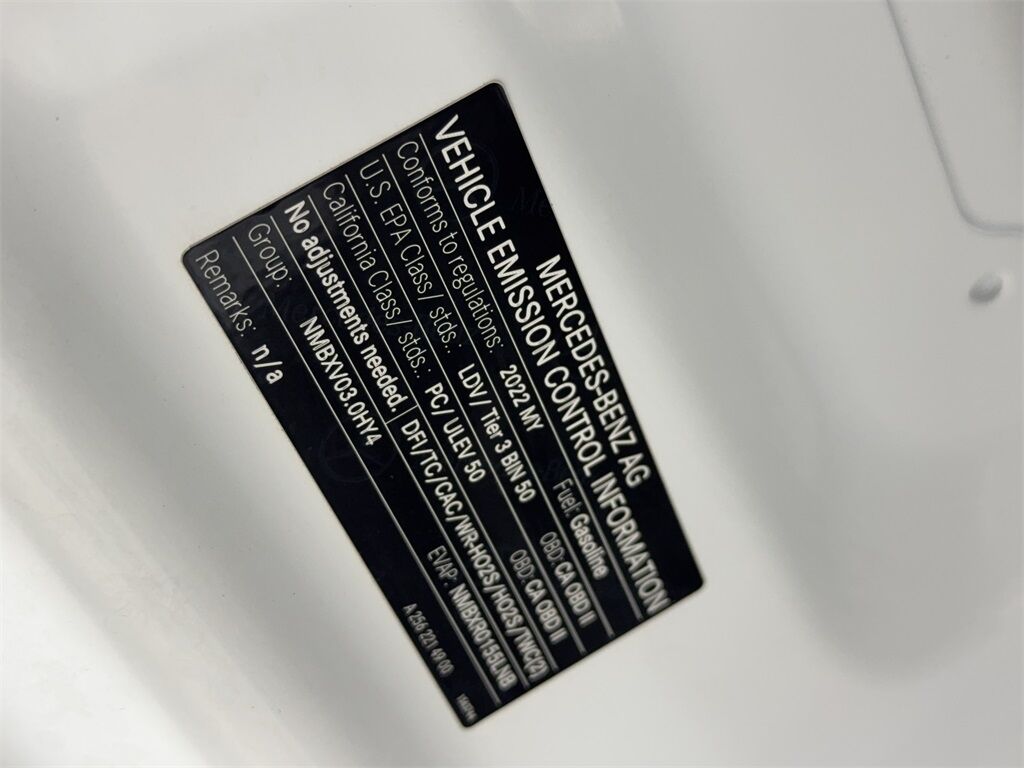 MERCEDES-BENZ AG
VEHICLE EMISSION CONTROL INFORMATION
Conforms to regulations: 2022 MY Fuel: Gasoline
U.S. EPA Class/ stds.: LDV/ Tier 3 BIN 50 OBD: CA OBD II
California Class/ stds.: PC/ ULEV 50 OBD: CA OBD II
No adjustments needed. DFI/TC/CAC/WR-HO2S/HO2S/TWC(2)
Group: NMBXV03.0HY4 EVAP: NMBXR0155LNB
Remarks: n/a
A 256 221 49 00